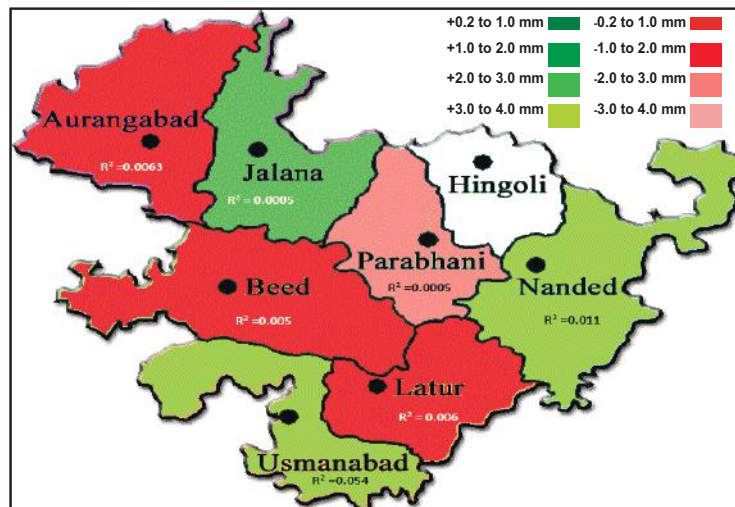 +0.2 to 1.0 mm -0.2 to 1.0 mm
+1.0 to 2.0 mm -1.0 to 2.0 mm
+2.0 to 3.0 mm -2.0 to 3.0 mm
+3.0 to 4.0 mm -3.0 to 4.0 mm
Aurangabad
R² =0.0063
Jalana
R² =0.0005
Hingoli
Parabhani
R² =0.0005
Nanded
R² =0.011
Beed
R² =0.005
Latur
R² =0.006
Usmanabad
R² =0.054